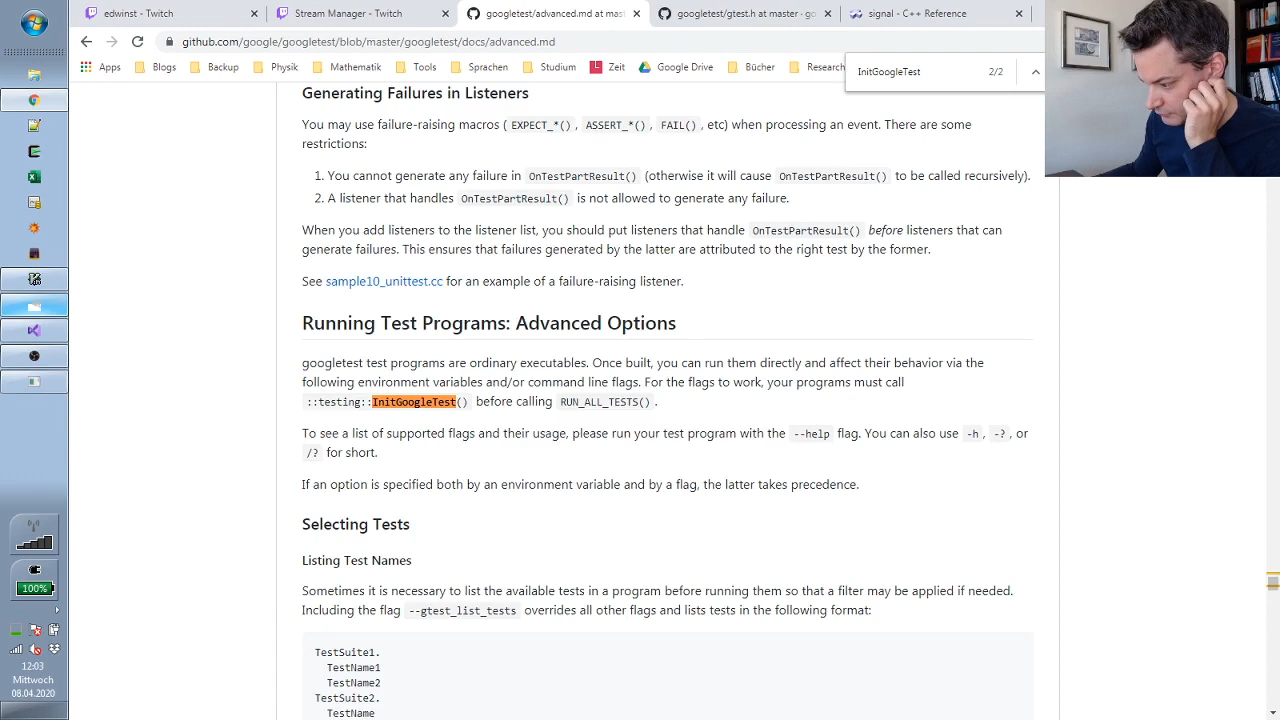 edwinst - Twitch
Stream Manager - Twitch
googletest/advanced.md at mas
googletest/gtest.h at master · go
signal - C++ Reference
github.com/google/googletest/blob/master/googletest/docs/advanced.md
Apps
Blogs
Backup
Physik
Mathem
Tools
Sprachen
Studium
Zeit
Google Drive
Bücher
Research
InitGoogleTest
2/2
Generating Failures in Listeners
You may use failure-raising macros ( EXPECT_*() , ASSERT_*() , FAIL() , etc) when processing an event. There are some
restrictions:
1. You cannot generate any failure in OnTestPartResult() (otherwise it will cause OnTestPartResult() to be called recursively).
2. A listener that handles OnTestPartResult() is not allowed to generate any failure.
When you add listeners to the listener list, you should put listeners that handle OnTestPartResult() before listeners that can
generate failures. This ensures that failures generated by the latter are attributed to the right test by the former.
See sample10_unittest.cc for an example of a failure-raising listener.
Running Test Programs: Advanced Options
googletest test programs are ordinary executables. Once built, you can run them directly and affect their behavior via the
following environment variables and/or command line flags. For the flags to work, your programs must call
::testing::InitGoogleTest() before calling RUN_ALL_TESTS() .
To see a list of supported flags and their usage, please run your test program with the --help flag. You can also use -h , -? , or
/? for short.
If an option is specified both by an environment variable and by a flag, the latter takes precedence.
Selecting Tests
Listing Test Names
Sometimes it is necessary to list the available tests in a program before running them so that a filter may be applied if needed.
Including the flag --gtest_list_tests overrides all other flags and lists tests in the following format:
TestSuite1.
TestName1
TestName2
TestSuite2.
TestName
100%
12:03
Mittwoch
08.04.2020